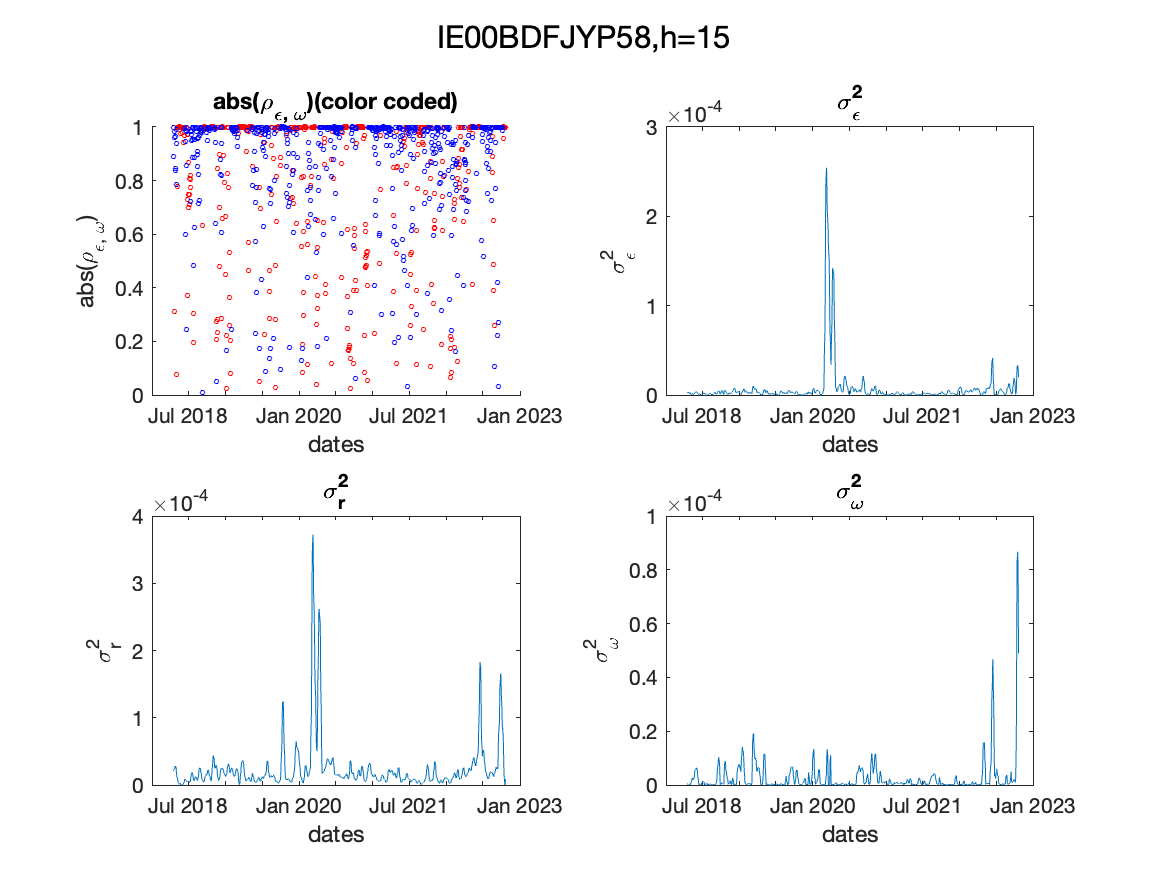 IE00BDFJYP58,h=15
abs(ρϵ, ω)(color coded)
1
0.8
0.6
0.4
0.2
0
abs(ρϵ, ω)
Jul 2018 Jan 2020 Jul 2021 Jan 2023
dates
σ2ϵ
×10-4
3
2
1
0
σ2ϵ
Jul 2018 Jan 2020 Jul 2021 Jan 2023
dates
σ2r
×10-4
4
3
2
1
0
σ2r
Jul 2018 Jan 2020 Jul 2021 Jan 2023
dates
σ2ω
×10-4
1
0.8
0.6
0.4
0.2
0
σ2ω
Jul 2018 Jan 2020 Jul 2021 Jan 2023
dates